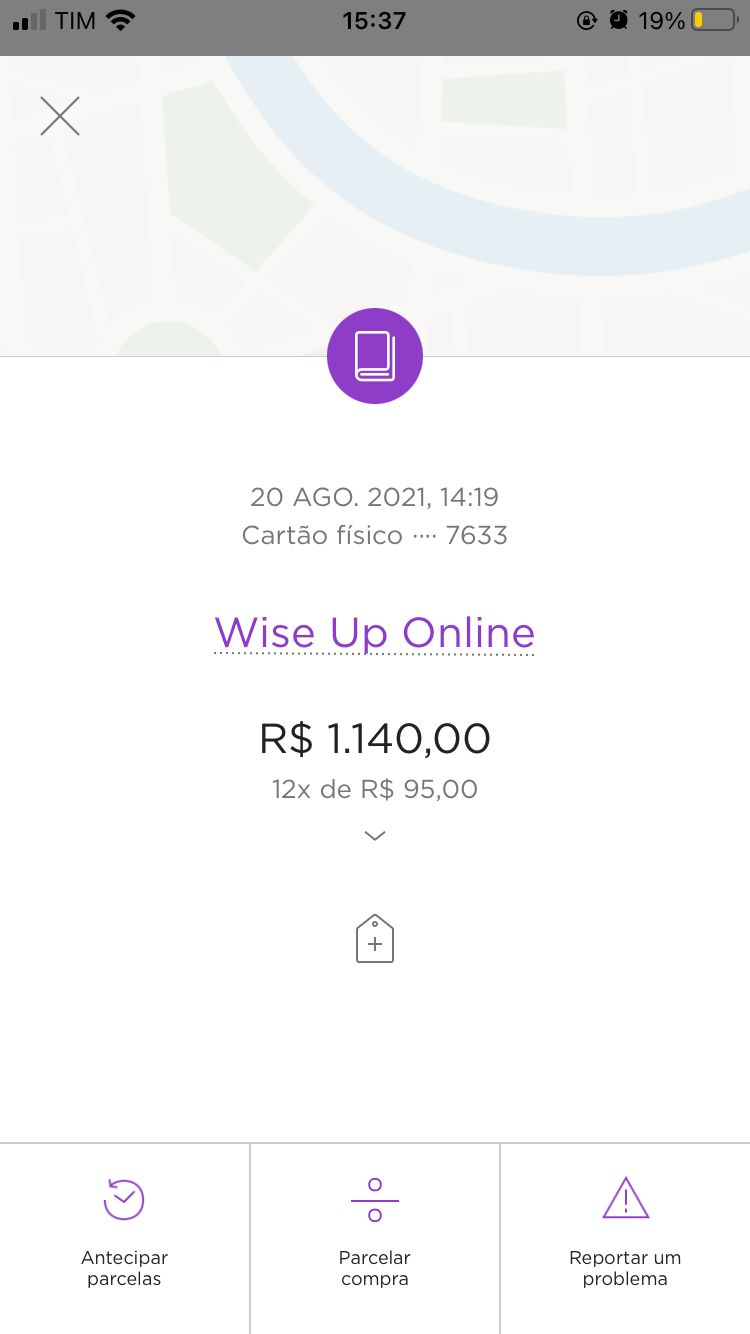 TIM 15:37 19%
20 AGO. 2021, 14:19
Cartão físico ···· 7633
Wise Up Online
R$ 1.140,00
12x de R$ 95,00
Antecipar
parcelas
Parcelar
compra
Reportar um
problema